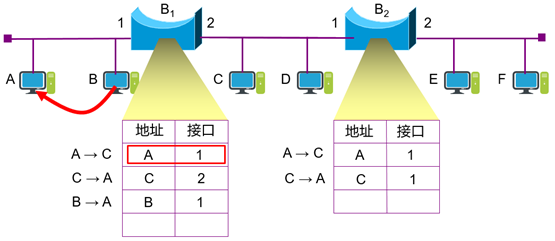 B1
B2
1 2 1 2
A B C D E F
地址 接口
A → C A 1
C → A C 2
B → A B 1
地址 接口
A → C A 1
C → A C 1